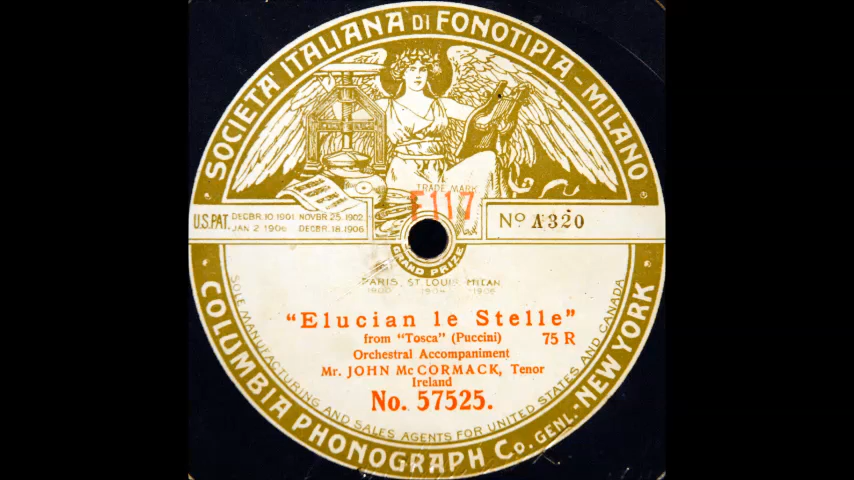 SOCIETA' ITALIANA DI FONOTIPIA - MILANO
TRADE MARK
F117
U.S.PAT. DECBR.10.1901. NOVBR.25.1902.
JAN 2 1906 DECBR.18.1906.
No A320
GRAND PRIZE
PARIS, ST. LOUIS, MILAN
1900 1904 1906
"Elucian le Stelle"
from "Tosca" (Puccini) 75 R
Orchestral Accompaniment
Mr. JOHN McCORMACK, Tenor
Ireland
No. 57525.
SOLE MANUFACTURING AND SALES AGENTS FOR UNITED STATES AND CANADA
COLUMBIA PHONOGRAPH Co. GENL. - NEW YORK